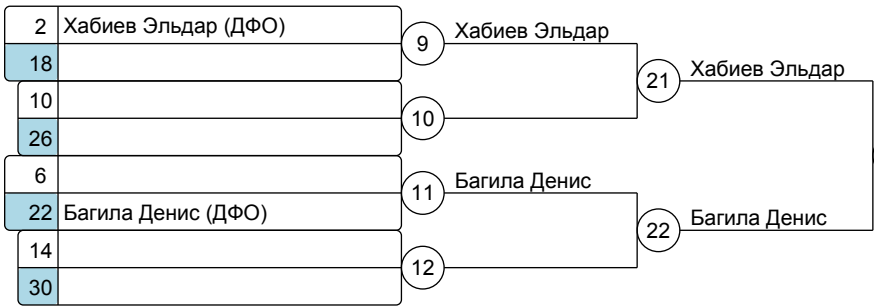 2 Хабиев Эльдар (ДФО)
18
9 Хабиев Эльдар
10
26
10
21 Хабиев Эльдар
6
22 Багила Денис (ДФО)
11 Багила Денис
14
30
12
22 Багила Денис